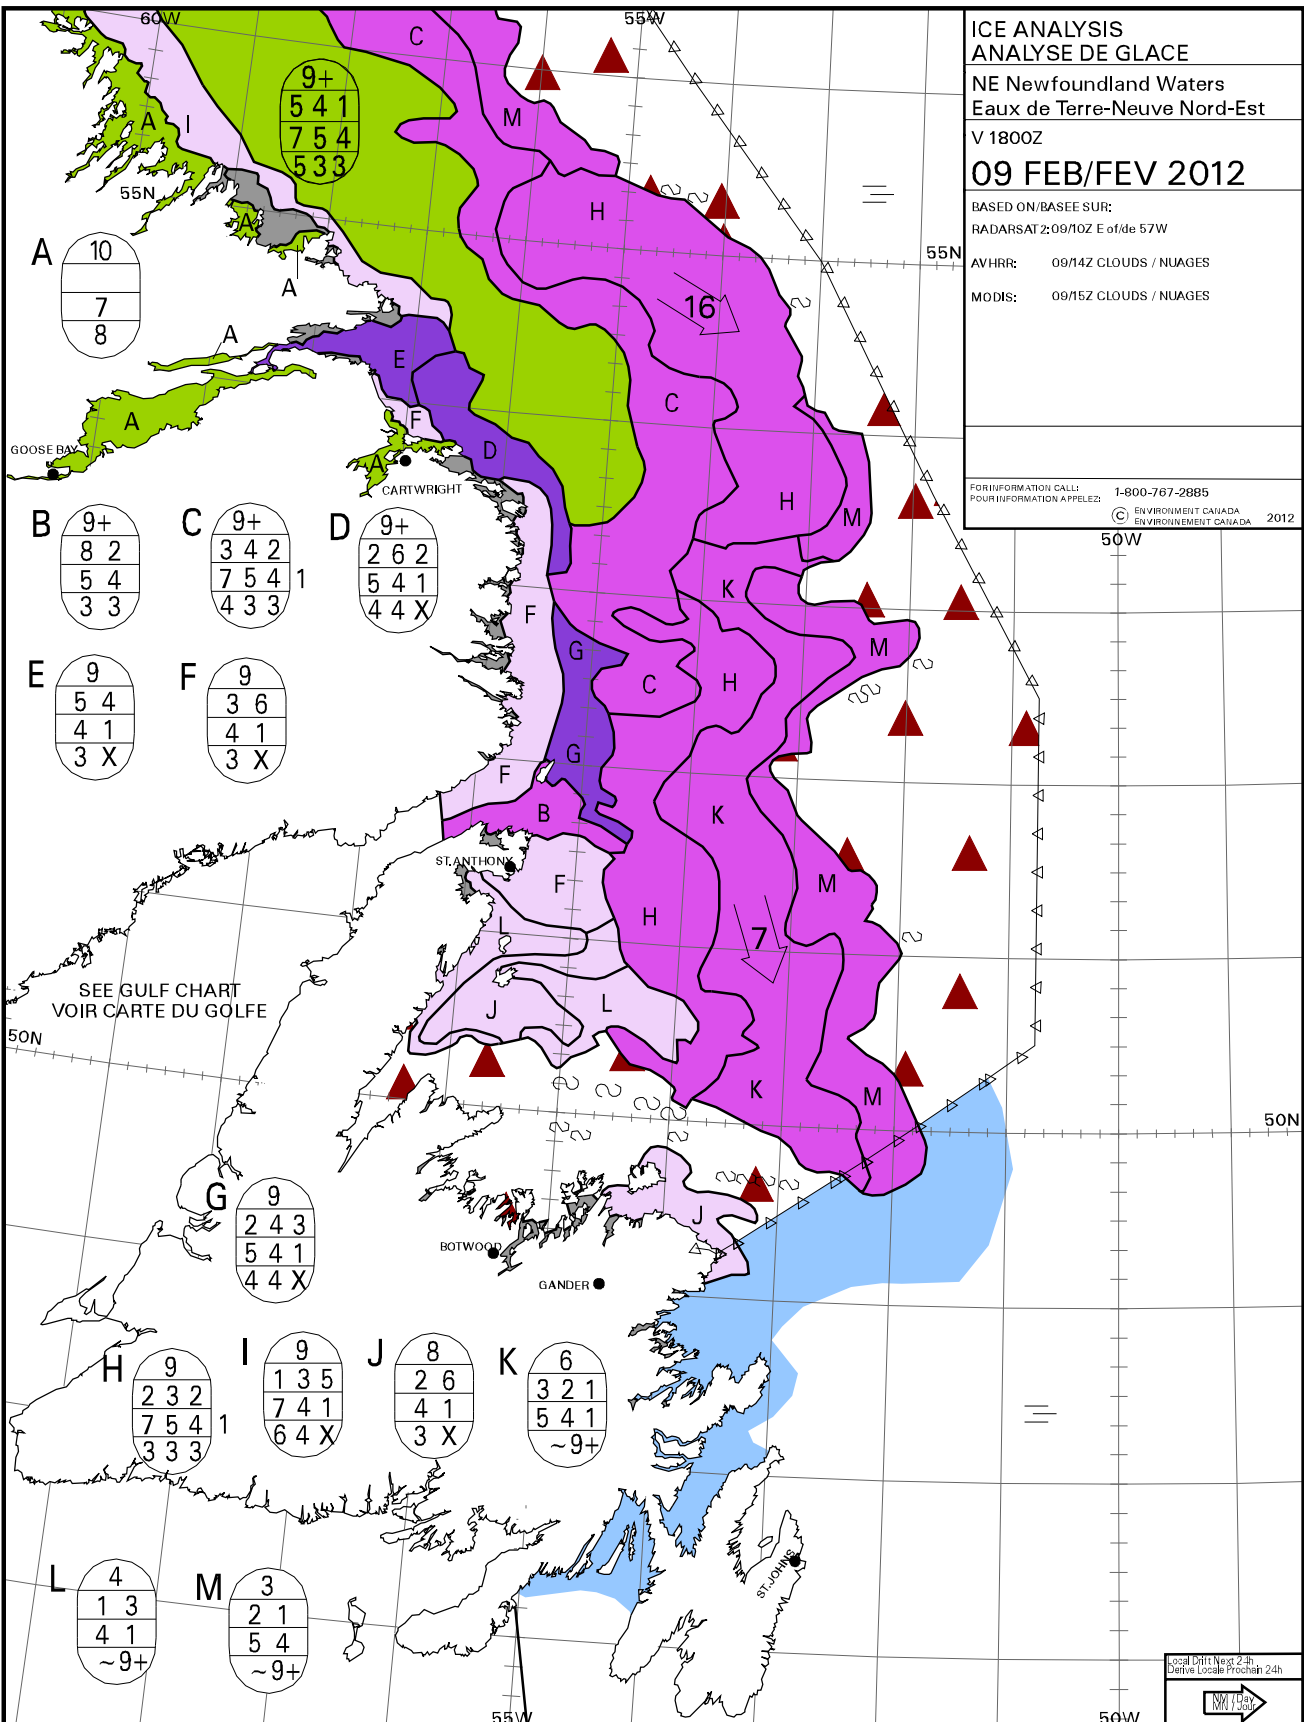 60W
55W
ICE ANALYSIS
ANALYSE DE GLACE
NE Newfoundland Waters
Eaux de Terre-Neuve Nord-Est
V 1800Z
09 FEB/FEV 2012
BASED ON/BASEE SUR:
RADARSAT2: 09/10Z E of/de 57W
AVHRR: 09/14Z CLOUDS / NUAGES
MODIS: 09/15Z CLOUDS / NUAGES
FOR INFORMATION CALL:
POUR INFORMATION APPELEZ: 1-800-767-2885
© ENVIRONMENT CANADA
ENVIRONNEMENT CANADA 2012
C
9+
5 4 1
7 5 4
5 3 3
A
I
M
55N
H
A
55N
A
10
7
8
A
16
A
E
C
F
A
D
GOOSE BAY
A
CARTWRIGHT
H
M
B
9+
8 2
5 4
3 3
C
9+
3 4 2
7 5 4 1
4 3 3
D
9+
2 6 2
5 4 1
4 4 X
50W
K
F
M
G
C
H
E
9
5 4
4 1
3 X
F
9
3 6
4 1
3 X
G
F
B
K
ST. ANTHONY
F
M
H
L
7
SEE GULF CHART
VOIR CARTE DU GOLFE
J
L
50N
K
M
50N
G
9
2 4 3
5 4 1
4 4 X
J
BOTWOOD
GANDER
H
9
2 3 2
7 5 4 1
3 3 3
I
9
1 3 5
7 4 1
6 4 X
J
8
2 6
4 1
3 X
K
6
3 2 1
5 4 1
~9+
L
4
1 3
4 1
~9+
M
3
2 1
5 4
~9+
ST.JOHNS
Local Drift Next 24h
Derive Locale Prochain 24h
NM / Day
MN / Jour
55W
50W